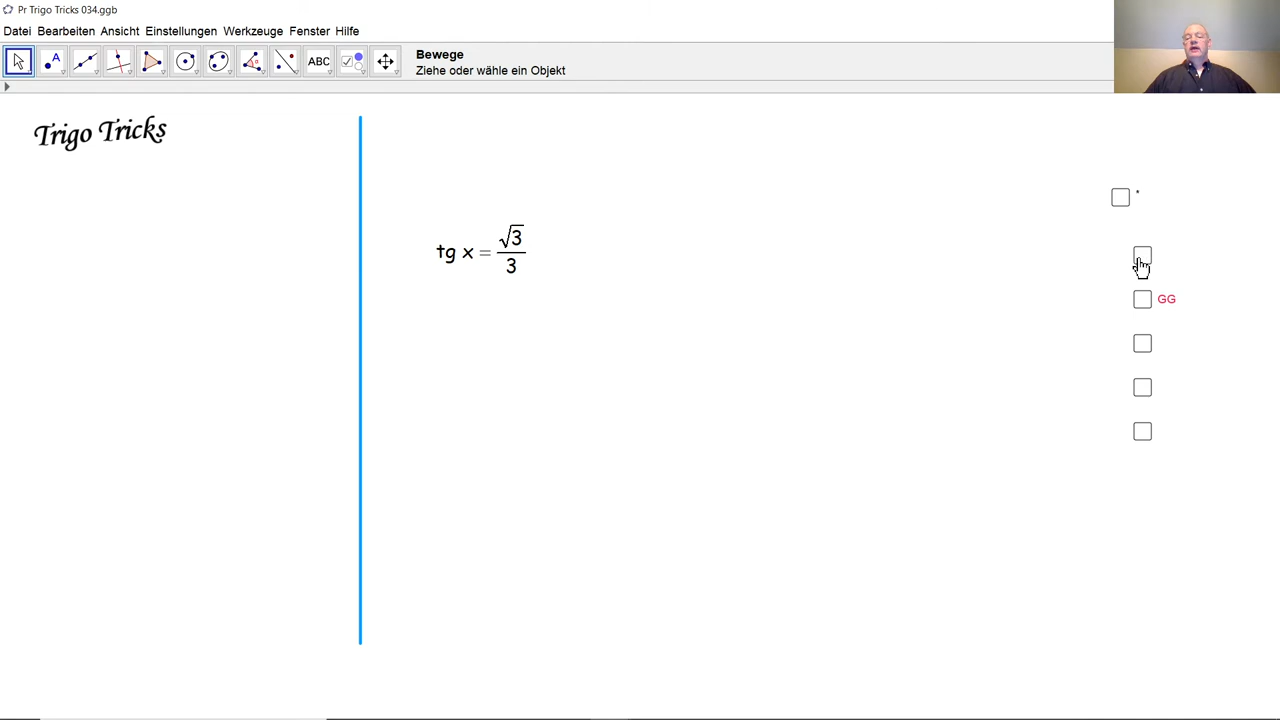 Pr Trigo Tricks 034.ggb
Datei Bearbeiten Ansicht Einstellungen Werkzeuge Fenster Hilfe
A
ABC
Bewege
Ziehe oder wähle ein Objekt
Trigo Tricks
*
tg x = √3/3
GG